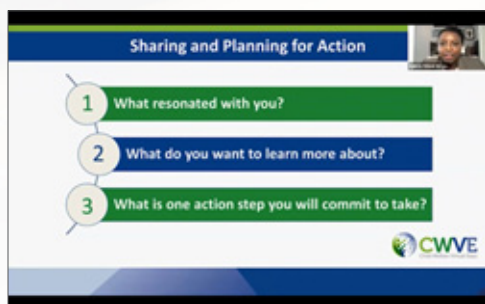 Sharing and Planning for Action
1
What resonated with you?
2
What do you want to learn more about?
3
What is one action step you will commit to take?
CWVE